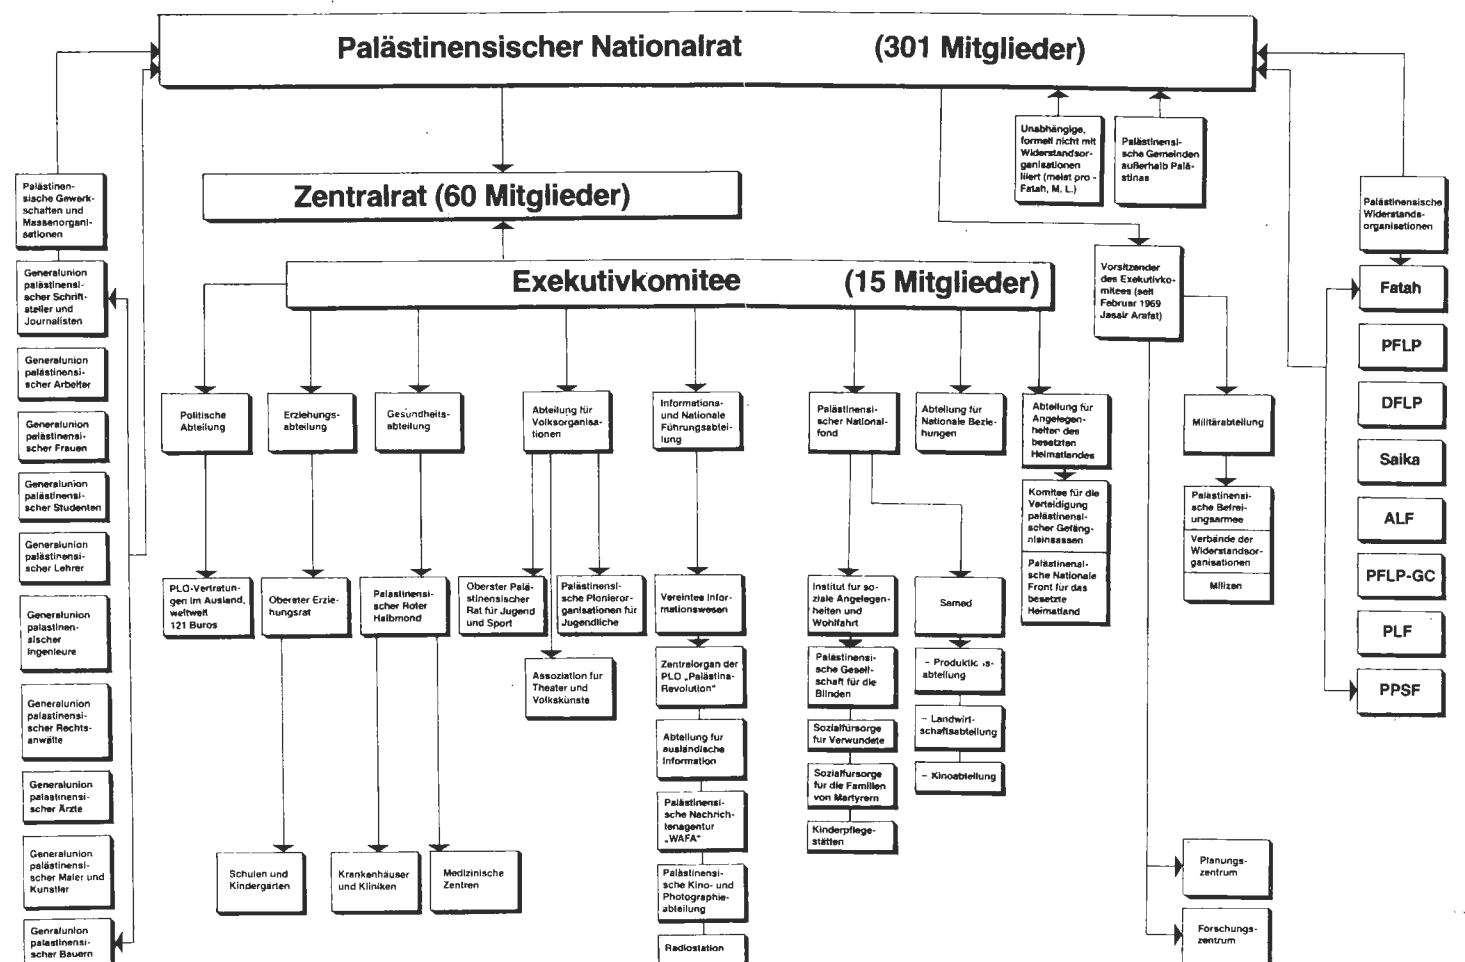 Palästinensischer Nationalrat (301 Mitglieder)
Unabhängige,
formell nicht mit
Widerstandsor-
ganisationen
liiert (meist pro -
Fatah, M. L.)
Palästinensi-
sche Gemeinden
außerhalb Palä-
stinas
Zentralrat (60 Mitglieder)
Exekutivkomitee (15 Mitglieder)
Vorsitzender
des Exekutivko-
mitees (seit
Februar 1969
Jassir Arafat)
Palästinen-
sische Gewerk-
schaften und
Massenorgani-
sationen
Generalunion
palästinensi-
scher Schrift-
steller und
Journalisten
Generalunion
palästinensi-
scher Arbeiter
Generalunion
palästinensi-
scher Frauen
Generalunion
palästinensi-
scher Studenten
Generalunion
palästinensi-
scher Lehrer
Generalunion
palästinen-
sischer
Ingenieure
Generalunion
palastinensi-
scher Rechts-
anwälte
Generalunion
palastinensi-
scher Ärzte
Generalunion
palästinensi-
scher Maler und
Kunstler
Genralunion
palastinensi-
scher Bauern
Politische
Abteilung
Erziehungs-
abteilung
Gesundheits-
abteilung
Abteilung für
Volksorganisa-
tionen
Informations-
und Nationale
Führungsabtei-
lung
Palästinensi-
scher National-
fond
Abteilung für
Nationale Bezie-
hungen
Abteilung für
Angelegen-
heiten des
besetzten
Heimatlandes
Militärabteilung
PLO-Vertretun-
gen im Ausland,
weltweit
121 Buros
Oberster Erzie-
hungsrat
Palästinensi-
scher Roter
Halbmond
Oberster Palä-
stinensischer
Rat für Jugend
und Sport
Palästinensi-
sche Pionieror-
ganisationen für
Jugendliche
Assoziation fur
Theater und
Volkskünste
Vereintes Infor-
mationswesen
Zentralorgan der
PLO „Palästina-
Revolution"
Abteilung fur
ausländische
Information
Palästinensi-
sche Nachrich-
tenagentur
„WAFA"
Palästinensi-
sche Kino- und
Photographie-
abteilung
Radiostation
Institut fur so-
ziale Angelegen-
heiten und
Wohlfahrt
Palästinensi-
sche Gesell-
schaft für die
Blinden
Sozialfürsorge
fur Verwundete
Sozialfursorge
für die Familien
von Martyrern
Kinderpflege-
stätten
Samed
– abteilung
– Landwirt-
schaftsabteilung
– Kinoabteilung
Komitee für die
Verteidigung
palästinensi-
scher Gefäng-
nisinsassen
Palästinensi-
sche Nationale
Front für das
besetzte
Heimatland
Palästinensi-
sche Befrei-
ungsarmee
Verbände der
Widerstandsor-
ganisationen
Milizen
Schulen und
Kindergärten
Krankenhäuser
und Kliniken
Medizinische
Zentren
Planungs-
zentrum
Forschungs-
zentrum
Palästinensische
Widerstands-
organisationen
Fatah
PFLP
DFLP
Saika
ALF
PFLP-GC
PLF
PPSF